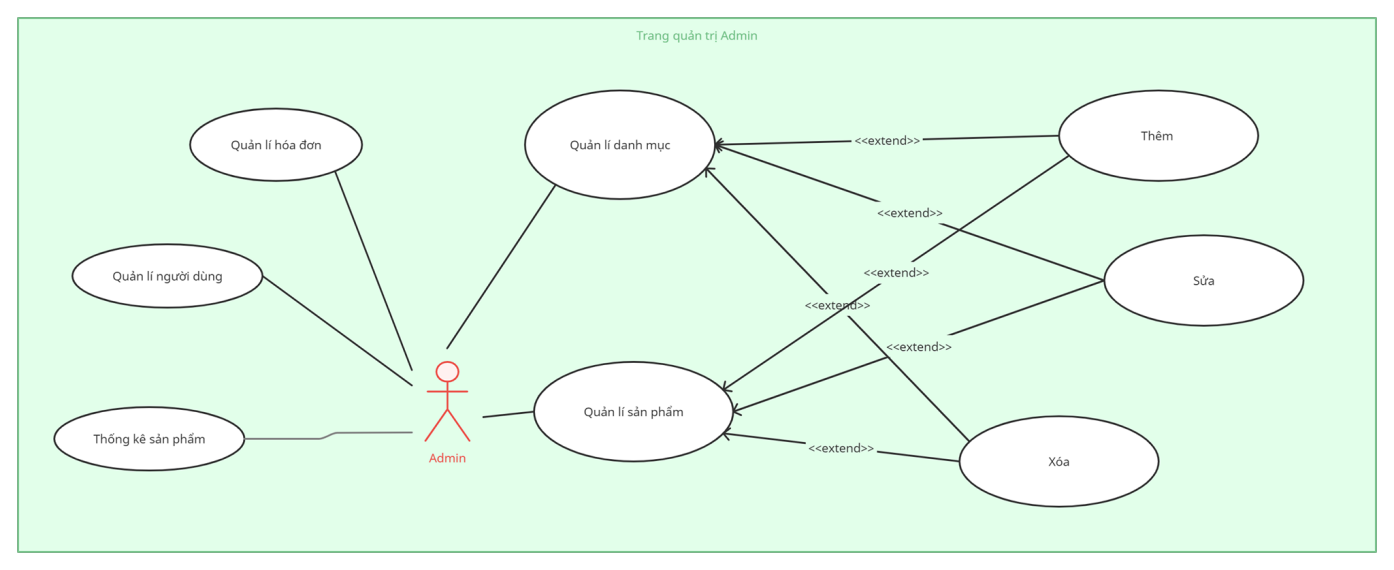 Trang quản trị Admin
Quản lí hóa đơn
Quản lí danh mục
<<extend>>
Thêm
<<extend>>
Quản lí người dùng
<<extend>>
Sửa
<<extend>>
<<extend>>
Quản lí sản phẩm
Thống kê sản phẩm
<<extend>>
Admin
Xóa